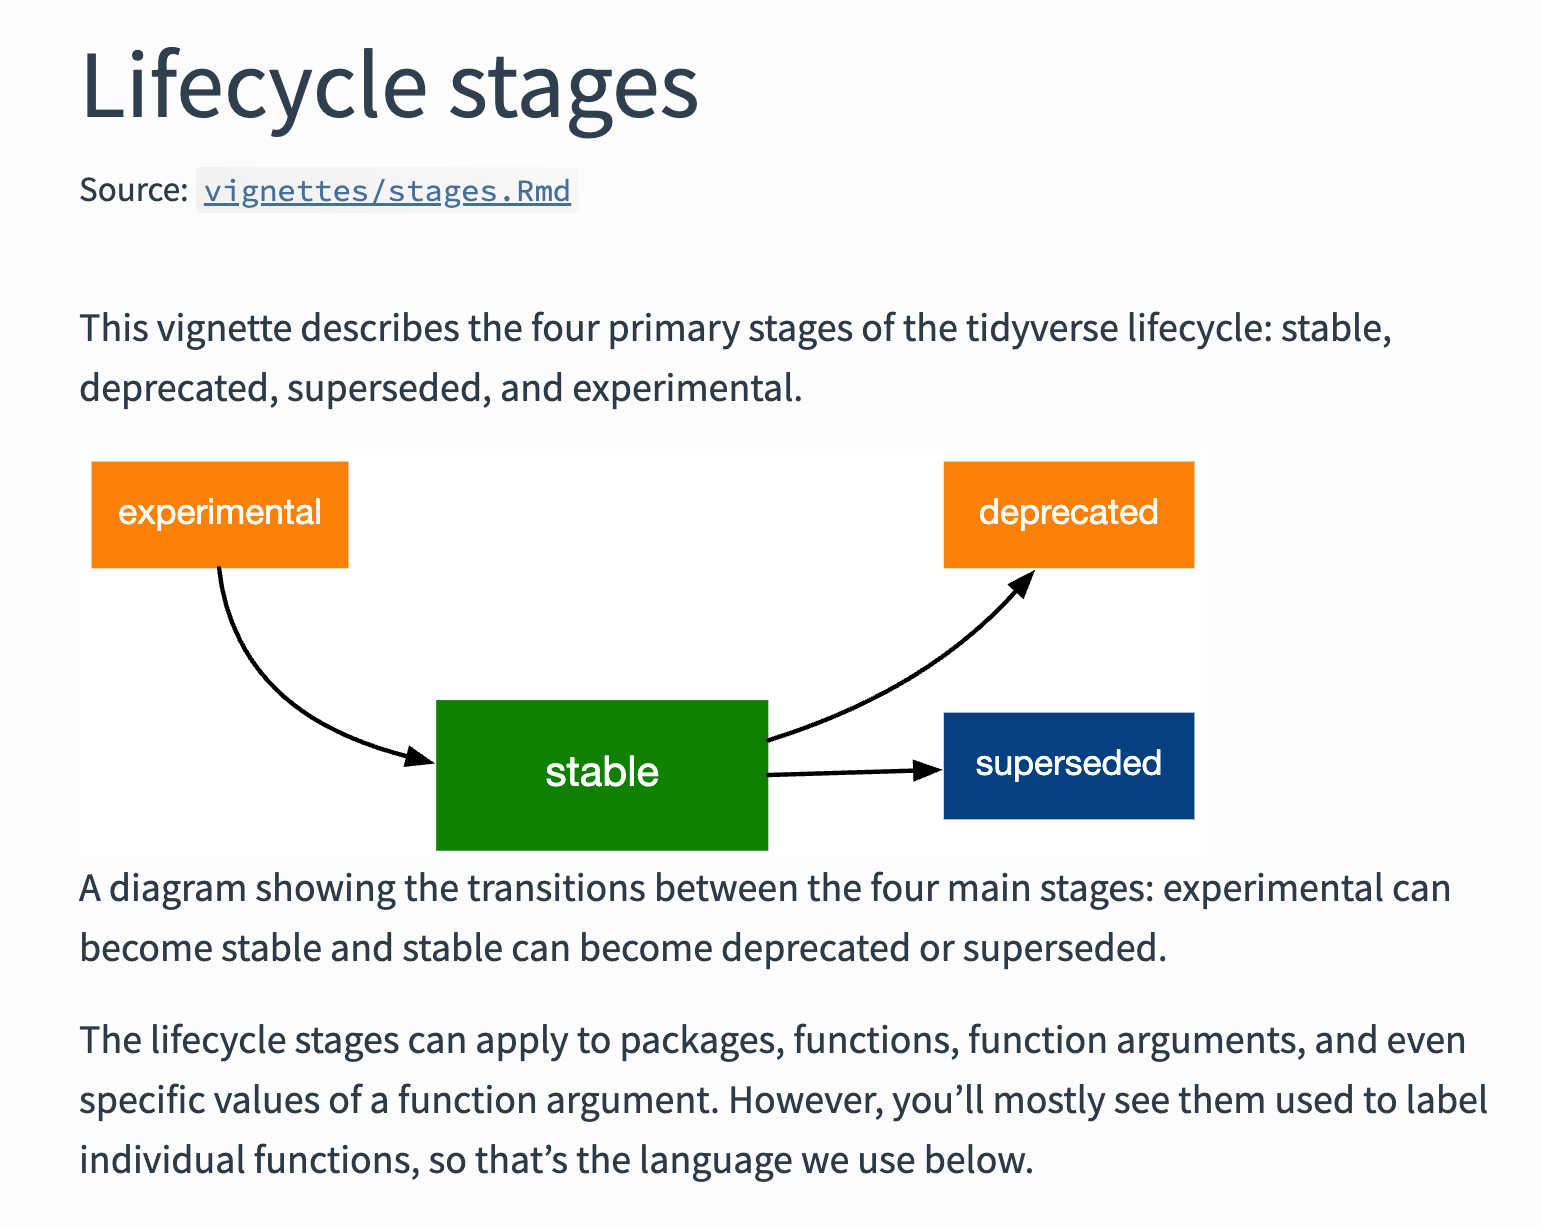 Lifecycle stages
Source: vignettes/stages.Rmd
This vignette describes the four primary stages of the tidyverse lifecycle: stable,
deprecated, superseded, and experimental.
experimental
deprecated
stable
superseded
A diagram showing the transitions between the four main stages: experimental can
become stable and stable can become deprecated or superseded.
The lifecycle stages can apply to packages, functions, function arguments, and even
specific values of a function argument. However, you’ll mostly see them used to label
individual functions, so that’s the language we use below.